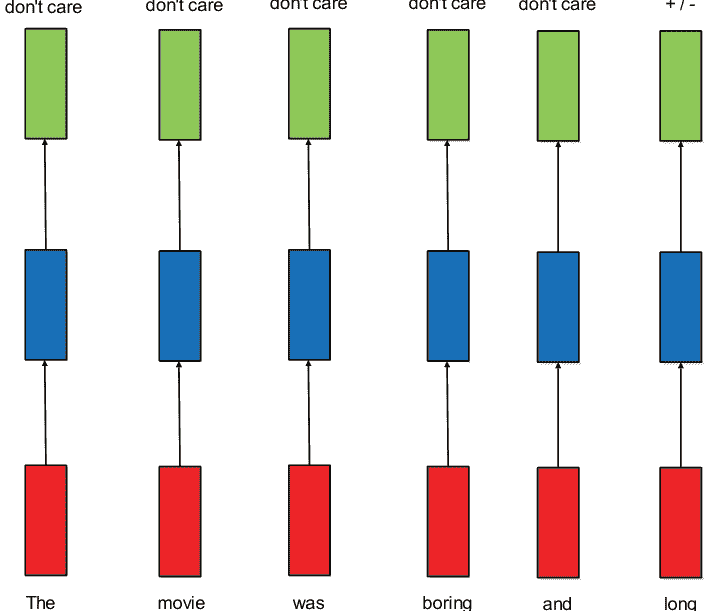 don't care don't care don't care don't care don't care + / -
The movie was boring and long